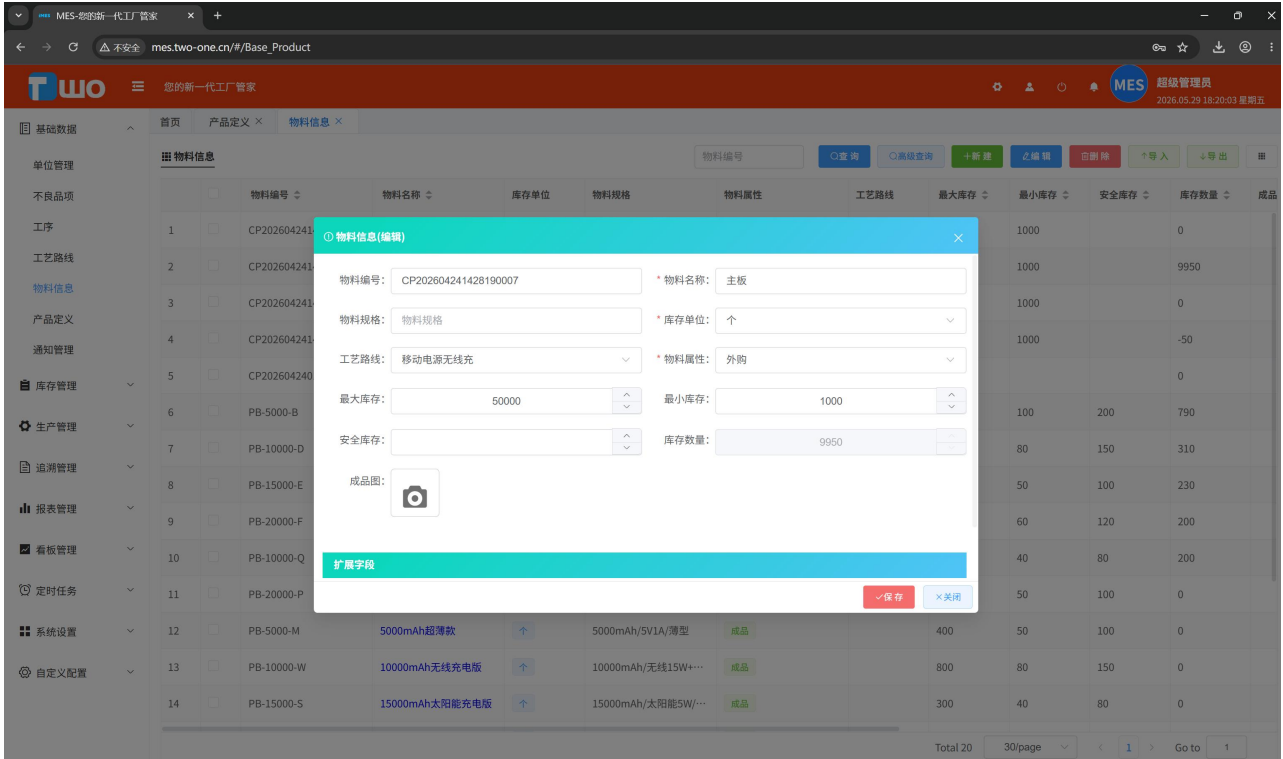 MES-您的新一代工厂管家
不安全 mes.two-one.cn/#/Base_Product
Two 您的新一代工厂管家 MES 超级管理员
2026.05.29 18:20:03 星期五
基础数据 首页 产品定义 物料信息
单位管理 物料信息 物料编号 查询 高级查询 新建 编辑 删除 导入 导出
不良品项 物料编号 物料名称 库存单位 物料规格 物料属性 工艺路线 最大库存 最小库存 安全库存 库存数量 成品
工序 1 CP202604241 1000 0
工艺路线 2 CP202604241 1000 9950
物料信息 3 CP202604241 1000 0
产品定义 4 CP202604241 1000 -50
通知管理 5 CP202604240 0
库存管理 6 PB-5000-B 100 200 790
生产管理 7 PB-10000-D 80 150 310
追溯管理 8 PB-15000-E 50 100 230
报表管理 9 PB-20000-F 60 120 200
看板管理 10 PB-10000-Q 40 80 200
定时任务 11 PB-20000-P 50 100 0
系统设置 12 PB-5000-M 5000mAh超薄款 个 5000mAh/5V1A/薄型 成品 400 50 100 0
自定义配置 13 PB-10000-W 10000mAh无线充电版 个 10000mAh/无线15W+… 成品 800 80 150 0
14 PB-15000-S 15000mAh太阳能充电版 个 15000mAh/太阳能5W/… 成品 300 40 80 0
Total 20 30/page 1 Go to 1
物料信息(编辑)
物料编号: CP202604241428190007 * 物料名称: 主板
物料规格: 物料规格 * 库存单位: 个
工艺路线: 移动电源无线充 * 物料属性: 外购
最大库存: 50000 最小库存: 1000
安全库存: 库存数量: 9950
成品图:
扩展字段
保存 关闭